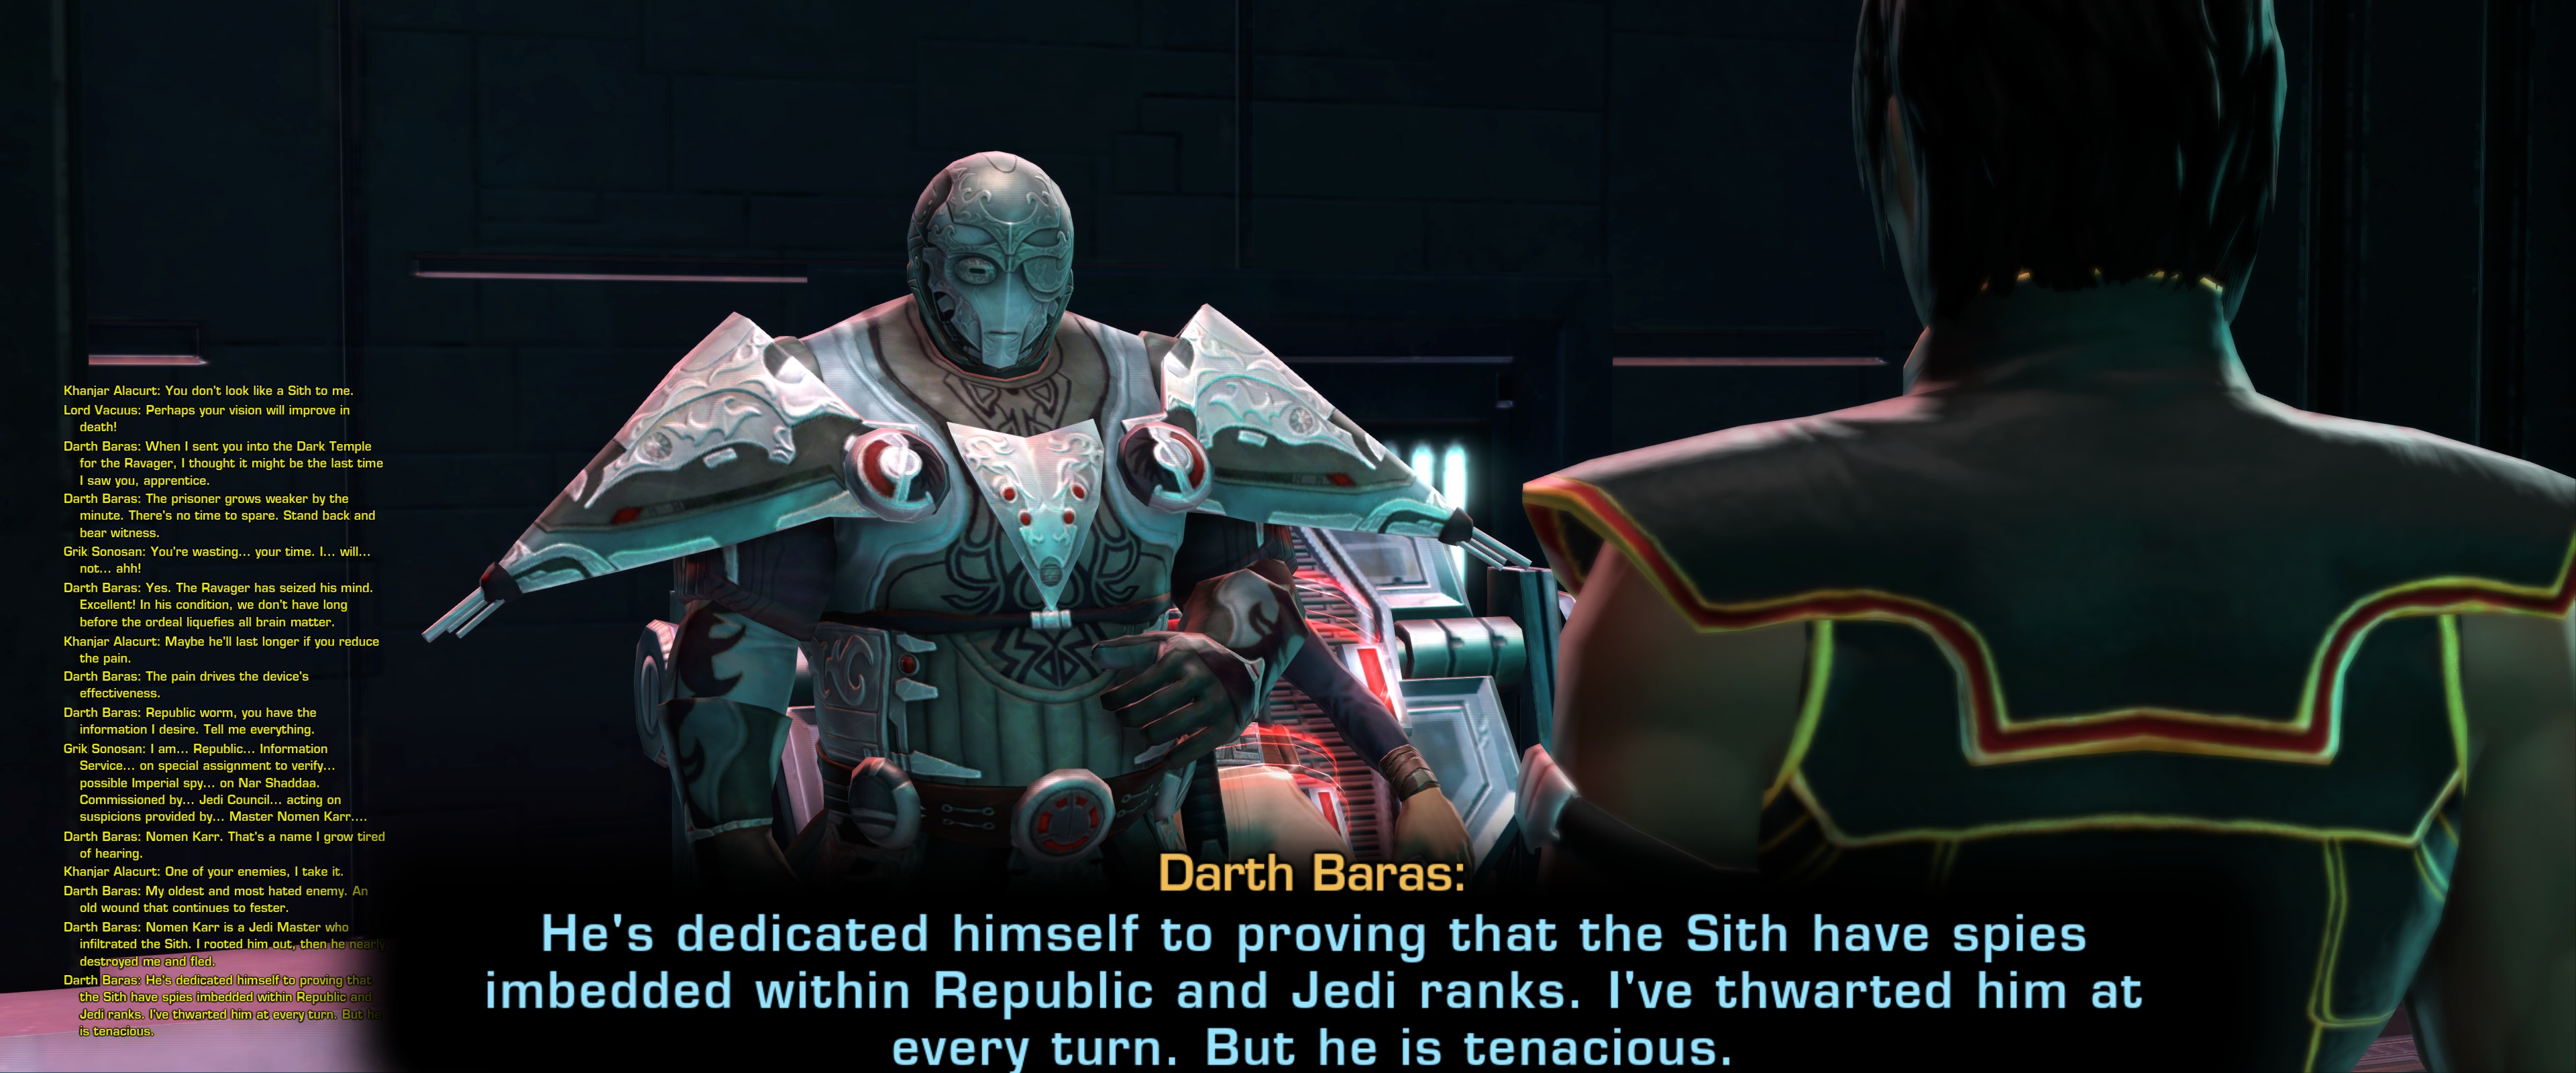 Khanjar Alacurt: You don't look like a Sith to me.
Lord Vacuus: Perhaps your vision will improve in
death!
Darth Baras: When I sent you into the Dark Temple
for the Ravager, I thought it might be the last time
I saw you, apprentice.
Darth Baras: The prisoner grows weaker by the
minute. There's no time to spare. Stand back and
bear witness.
Grik Sonosan: You're wasting... your time. I... will...
not... ahh!
Darth Baras: Yes. The Ravager has seized his mind.
Excellent! In his condition, we don't have long
before the ordeal liquefies all brain matter.
Khanjar Alacurt: Maybe he'll last longer if you reduce
the pain.
Darth Baras: The pain drives the device's
effectiveness.
Darth Baras: Republic worm, you have the
information I desire. Tell me everything.
Grik Sonosan: I am... Republic... Information
Service... on special assignment to verify...
possible Imperial spy... on Nar Shaddaa.
Commissioned by... Jedi Council... acting on
suspicions provided by... Master Nomen Karr....
Darth Baras: Nomen Karr. That's a name I grow tired
of hearing.
Khanjar Alacurt: One of your enemies, I take it.
Darth Baras: My oldest and most hated enemy. An
old wound that continues to fester.
Darth Baras: Nomen Karr is a Jedi Master who
infiltrated the Sith. I rooted him out, then he nearly
destroyed me and fled.
Darth Baras: He's dedicated himself to proving that
the Sith have spies imbedded within Republic and
Jedi ranks. I've thwarted him at every turn. But he
is tenacious.
Darth Baras:
He's dedicated himself to proving that the Sith have spies
imbedded within Republic and Jedi ranks. I've thwarted him at
every turn. But he is tenacious.